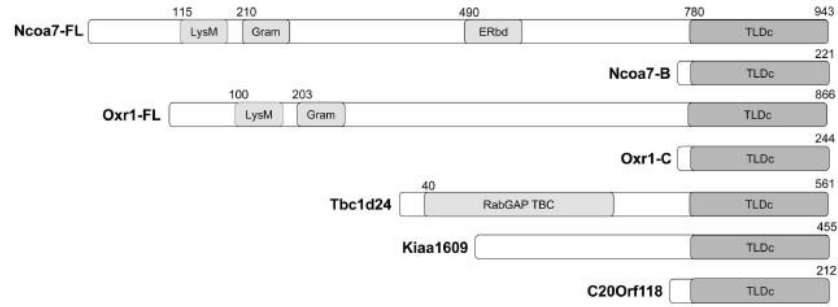 115 210 490 780 943
Ncoa7-FL LysM Gram ERbd TLDc
221
Ncoa7-B TLDc
100 203 866
Oxr1-FL LysM Gram TLDc
244
Oxr1-C TLDc
40 561
Tbc1d24 RabGAP TBC TLDc
455
Kiaa1609 TLDc
212
C20Orf118 TLDc